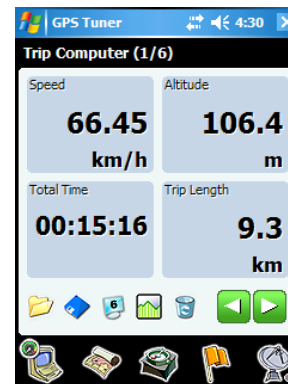 GPS Tuner 4:30
Trip Computer (1/6)
Speed Altitude
66.45 106.4
km/h m
Total Time Trip Length
00:15:16 9.3
km
6